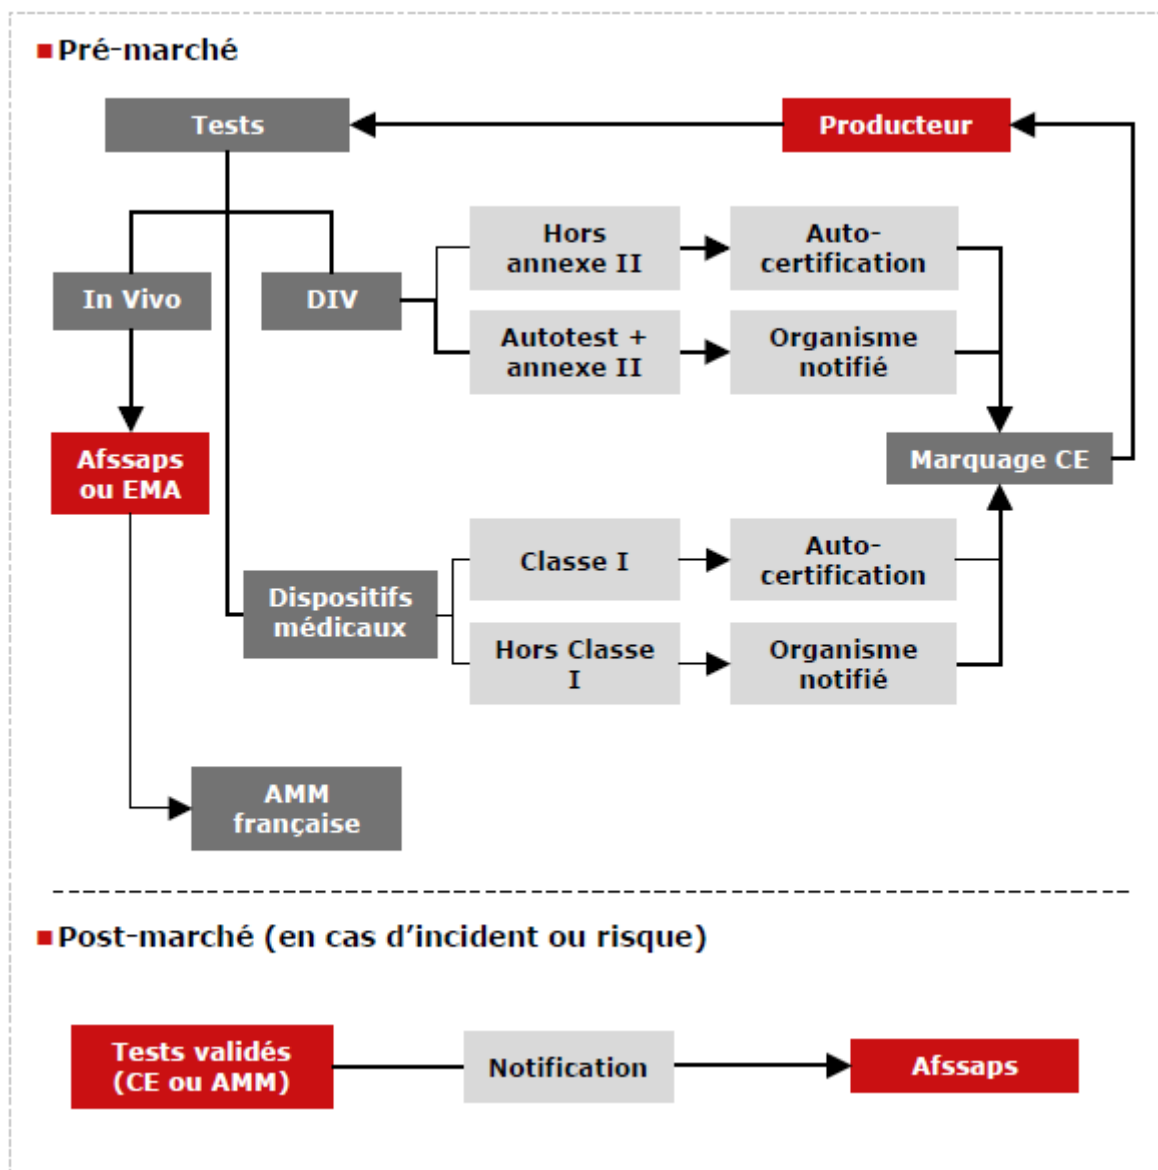 Pré-marché
Tests
Producteur
Hors
annexe II
Auto-
certification
In Vivo
DIV
Autotest +
annexe II
Organisme
notifié
Afssaps
ou EMA
Marquage CE
Classe I
Auto-
certification
Dispositifs
médicaux
Hors Classe
I
Organisme
notifié
AMM
française
Post-marché (en cas d’incident ou risque)
Tests validés
(CE ou AMM)
Notification
Afssaps